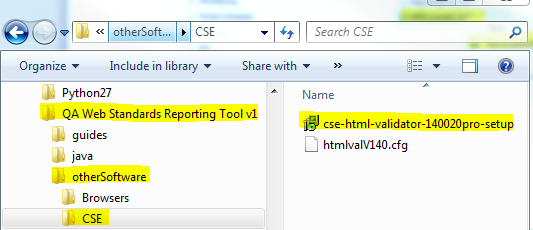 otherSoft... CSE Search CSE
Organize Include in library Share with
Python27
QA Web Standards Reporting Tool v1
guides
java
otherSoftware
Browsers
CSE
Name
cse-html-validator-140020pro-setup
htmlvalV140.cfg